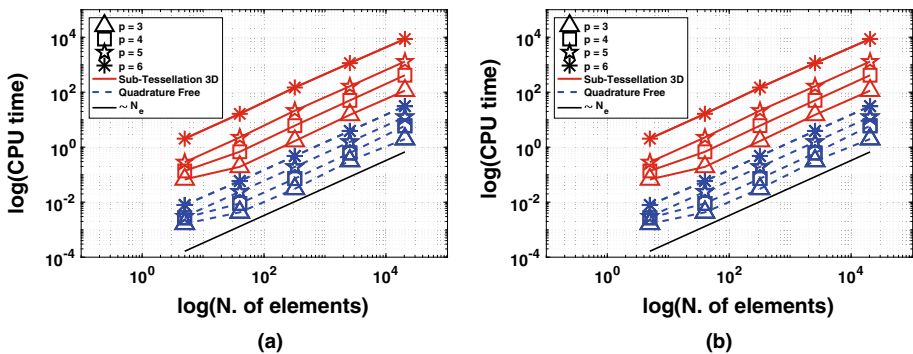 10^4
10^2
10^0
10^-2
10^-4
log(CPU time)
p = 3
p = 4
p = 5
p = 6
Sub-Tessellation 3D
Quadrature Free
~ N_e
10^0
10^2
10^4
log(N. of elements)
(a)
10^4
10^2
10^0
10^-2
10^-4
log(CPU time)
p = 3
p = 4
p = 5
p = 6
Sub-Tessellation 3D
Quadrature Free
~ N_e
10^0
10^2
10^4
log(N. of elements)
(b)